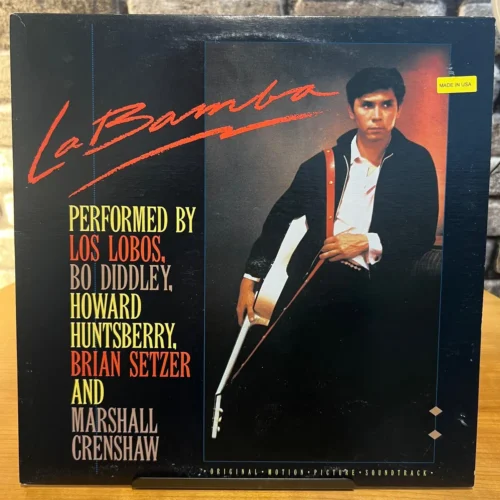 La Bamba
MADE IN USA
PERFORMED BY
LOS LOBOS,
BO DIDDLEY,
HOWARD
HUNTSBERRY,
BRIAN SETZER
AND
MARSHALL
CRENSHAW
• ORIGINAL • MOTION • PICTURE • SOUNDTRACK •